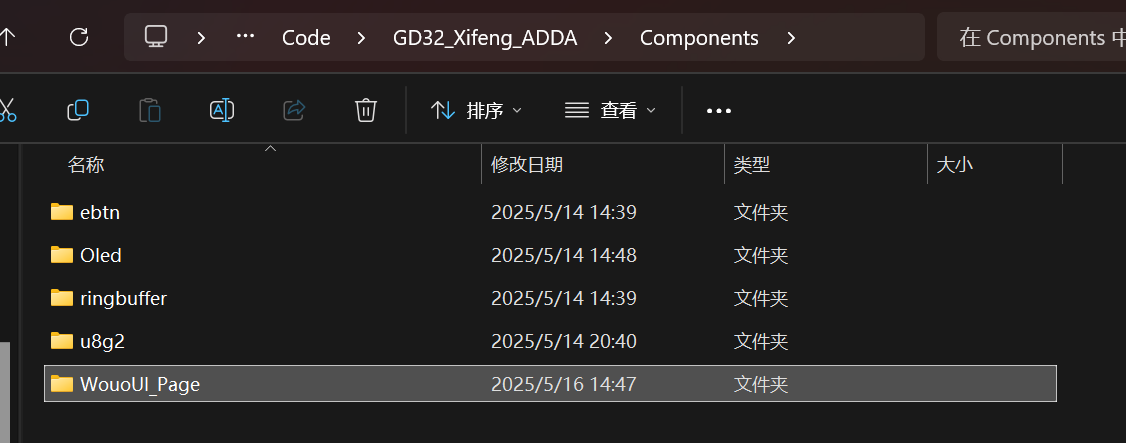 Code > GD32_Xifeng_ADDA > Components > 在 Components 中
排序 查看
名称 修改日期 类型 大小
ebtn 2025/5/14 14:39 文件夹
Oled 2025/5/14 14:48 文件夹
ringbuffer 2025/5/14 14:39 文件夹
u8g2 2025/5/14 20:40 文件夹
WouoUI_Page 2025/5/16 14:47 文件夹